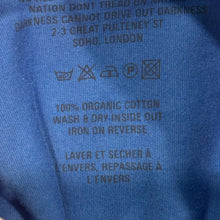 NATION DONT TREAD ON
DARKNESS CANNOT DRIVE OUT DARKNESS
2-3 GREAT PULTENEY ST
SOHO, LONDON
100% ORGANIC COTTON
WASH & DRY-INSIDE OUT
IRON ON REVERSE
LAVER ET SECHER À
L'ENVERS, REPASSAGE À
L'ENVERS